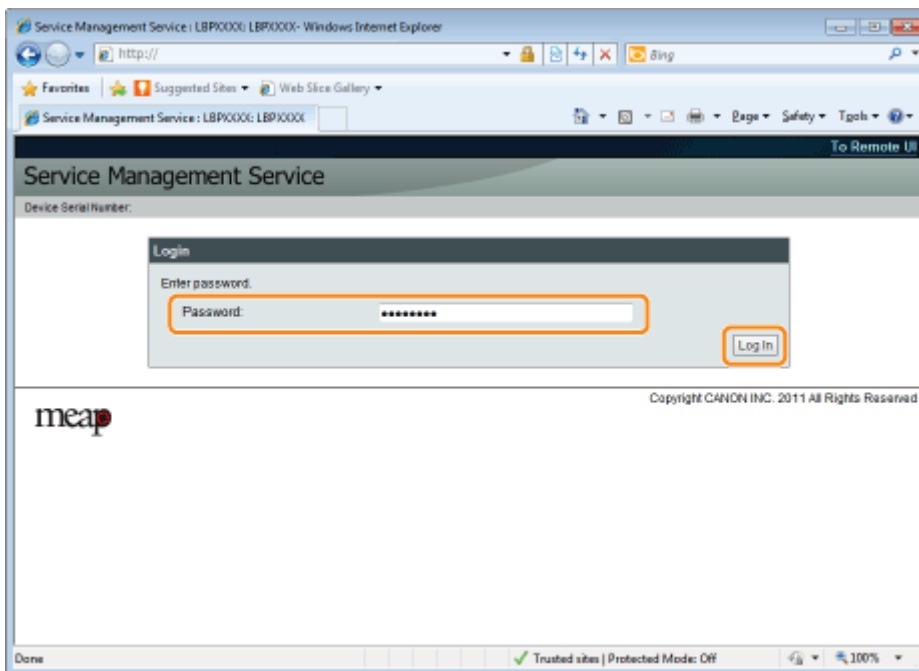 Service Management Service : LBPXXXX: LBPXXXX- Windows Internet Explorer
http://
Bing
Favorites Suggested Sites Web Slice Gallery
Service Management Service : LBPXXXX: LBPXXXX Page Safety Tools
To Remote UI
Service Management Service
Device Serial Number:
Login
Enter password.
Password: ••••••••
Log In
Copyright CANON INC. 2011 All Rights Reserved
meap
Done Trusted sites | Protected Mode: Off 100%